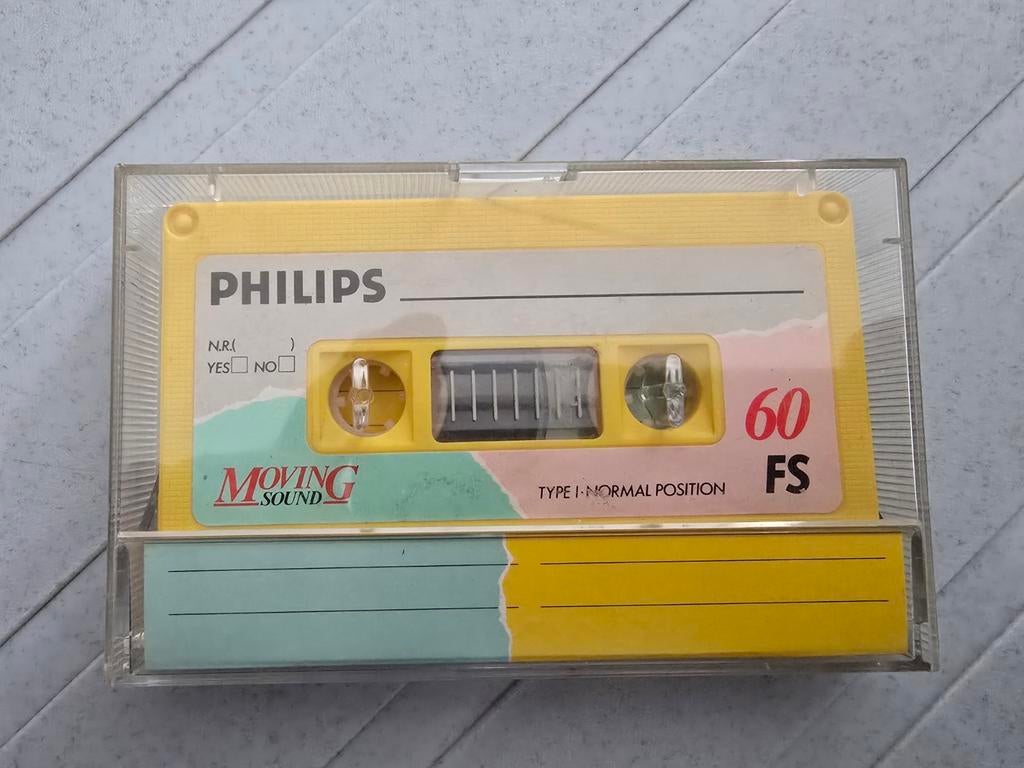 PHILIPS
N.R.( )
YES□ NO□
60
FS
MOVING
SOUND
TYPE I·NORMAL POSITION